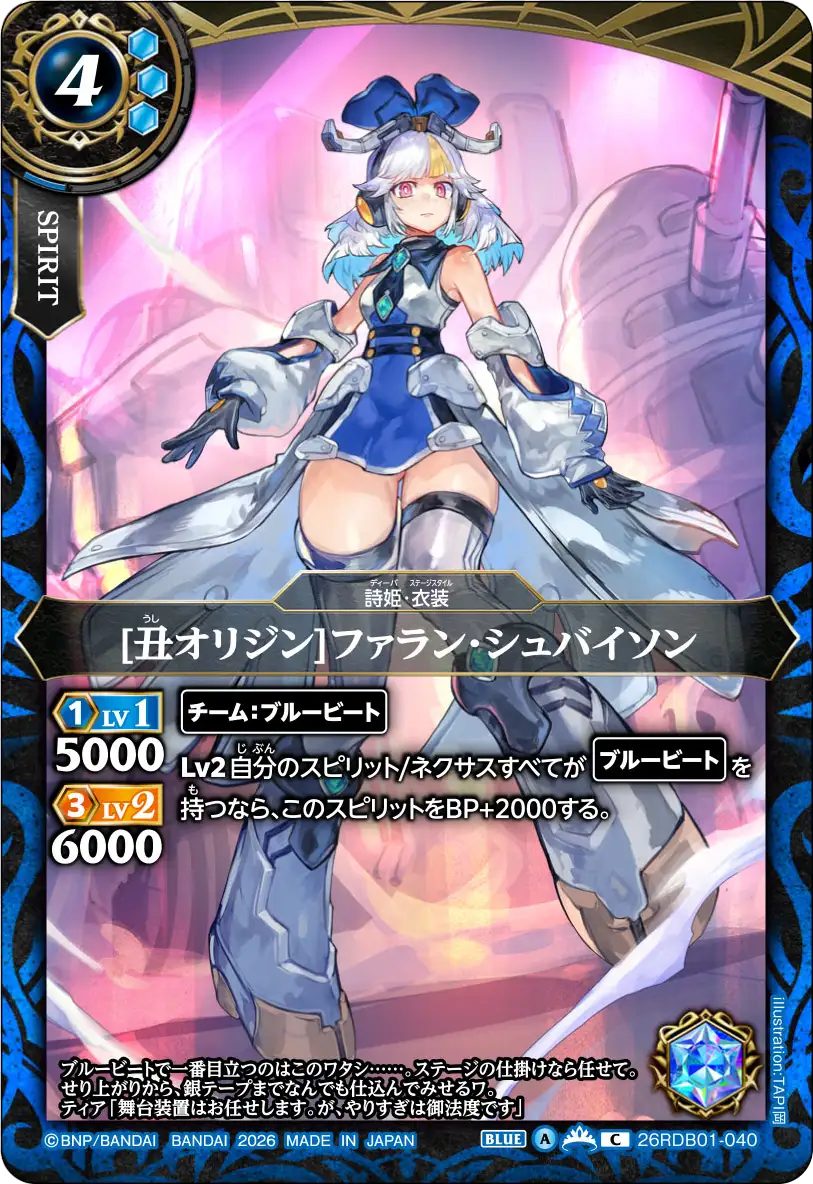 4
SPIRIT
ディーバ ステージスタイル
詩姫・衣装
うし
[丑オリジン]ファラン・シュバイソン
1 LV1
5000
3 LV2
6000
チーム:ブルービート
じ ぶん
Lv2 自分のスピリット/ネクサスすべてが ブルービート を
も
持つなら、このスピリットをBP+2000する。
ブルービートで一番目立つのはこのワタシ……。ステージの仕掛けなら任せて。
せり上がりから、銀テープまでなんでも仕込んでみせるワ。
ティア「舞台装置はお任せします。が、やりすぎは御法度です」
illustration:TAPI岡
©BNP/BANDAI BANDAI 2026 MADE IN JAPAN
BLUE A C 26RDB01-040